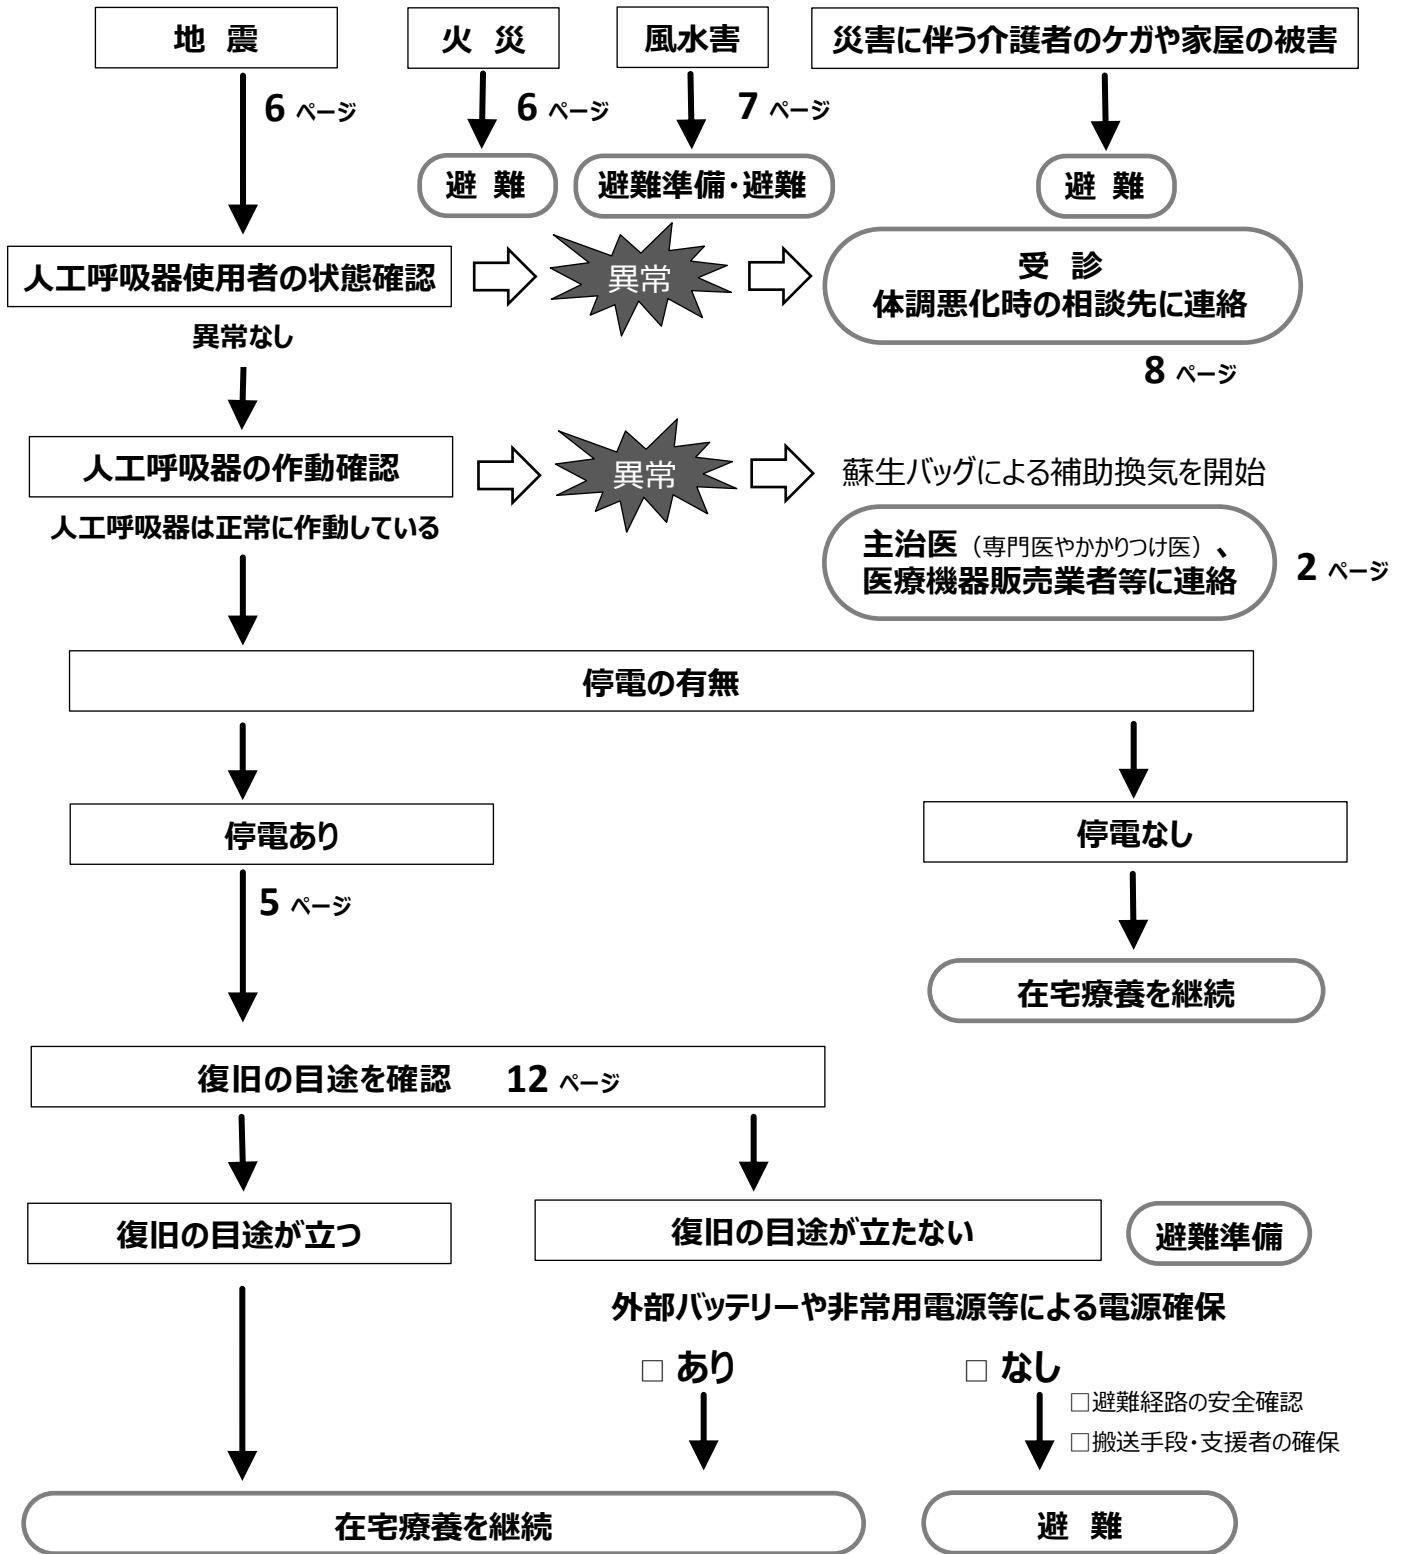 地 震
火 災
風水害
災害に伴う介護者のケガや家屋の被害
6 ページ
6 ページ
7 ページ
避 難
避難準備・避難
避 難
人工呼吸器使用者の状態確認
異常
受 診
体調悪化時の相談先に連絡
異常なし
8 ページ
人工呼吸器の作動確認
異常
蘇生バッグによる補助換気を開始
人工呼吸器は正常に作動している
主治医（専門医やかかりつけ医）、
医療機器販売業者等に連絡
2 ページ
停電の有無
停電あり
停電なし
5 ページ
在宅療養を継続
復旧の目途を確認 12 ページ
復旧の目途が立つ
復旧の目途が立たない
避難準備
外部バッテリーや非常用電源等による電源確保
□ あり
□ なし
□避難経路の安全確認
□搬送手段・支援者の確保
在宅療養を継続
避 難